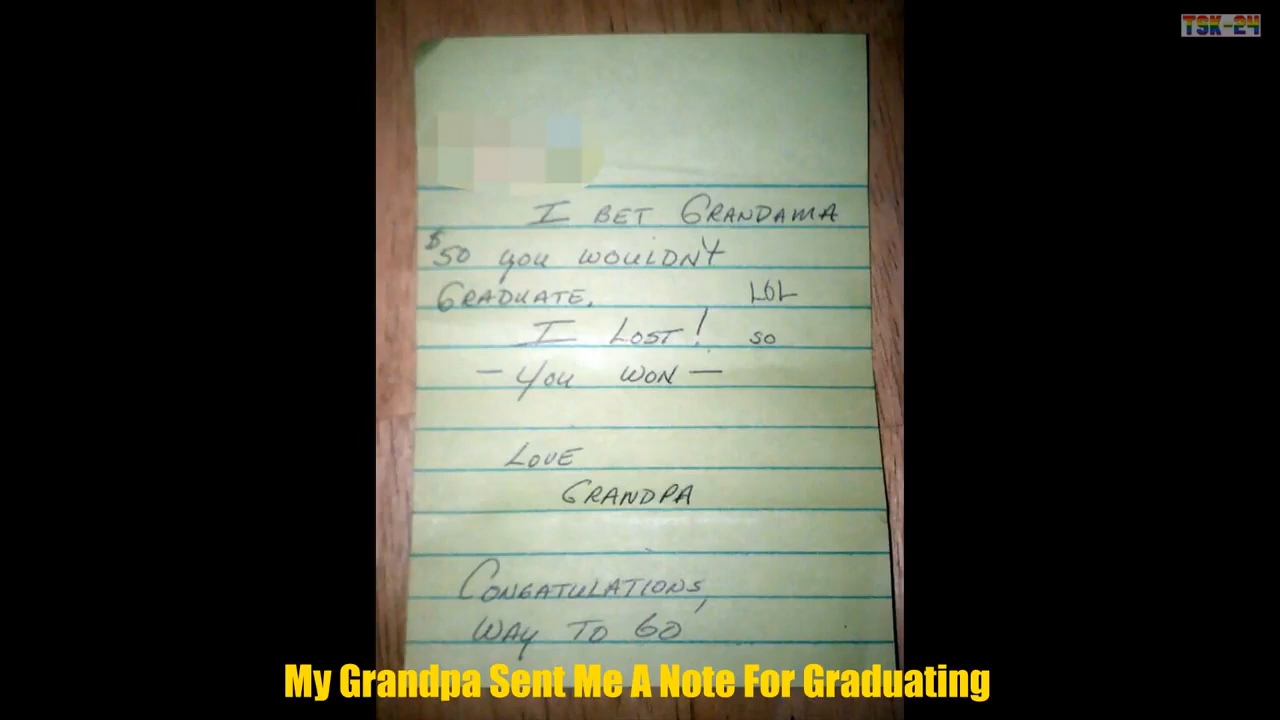 TSK-24
I BET GRANDAMA
$50 YOU WOULDN'T
GRADUATE. LOL
I LOST! SO
— YOU WON —
LOVE
GRANDPA
CONGATULATIONS,
WAY TO GO
My Grandpa Sent Me A Note For Graduating